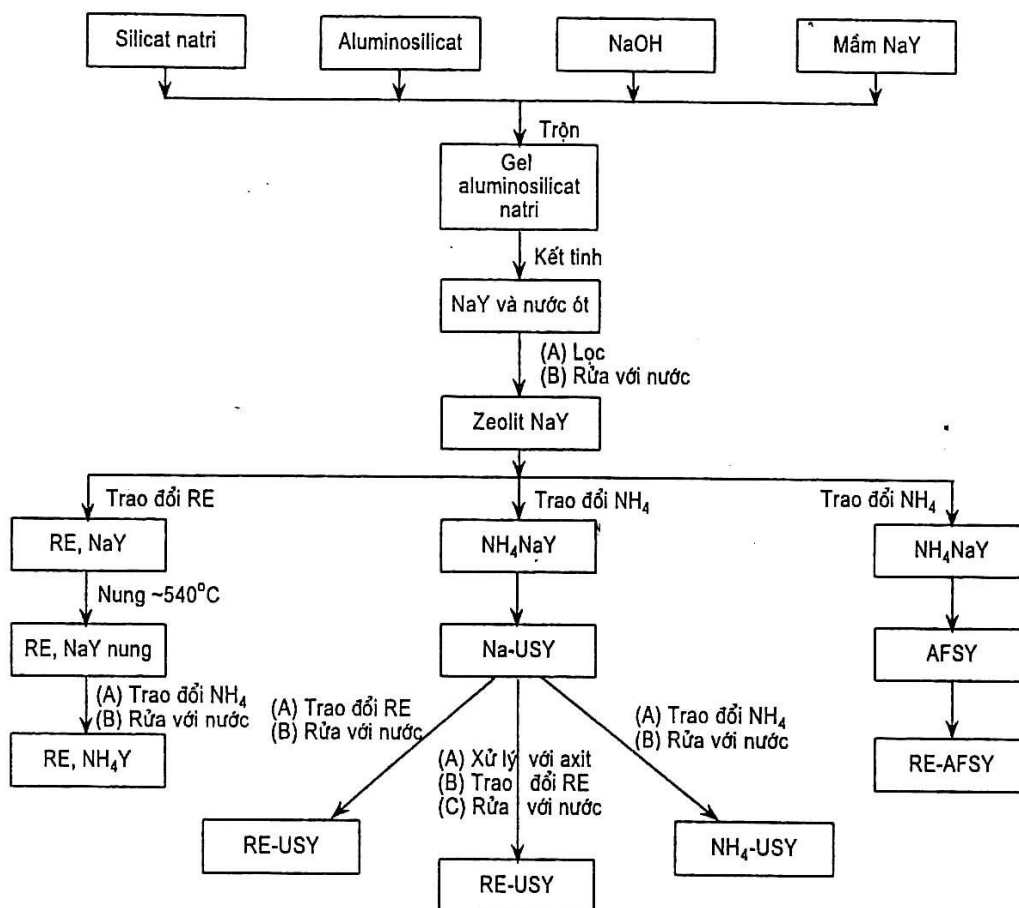 Silicat natri
Aluminosilicat
NaOH
Mầm NaY
Trộn
Gel
aluminosilicat
natri
Kết tinh
NaY và nước ót
(A) Lọc
(B) Rửa với nước
Zeolit NaY
Trao đổi RE
Trao đổi NH₄
Trao đổi NH₄
RE, NaY
NH₄NaY
NH₄NaY
Nung ~540°C
RE, NaY nung
Na-USY
AFSY
(A) Trao đổi NH₄
(B) Rửa với nước
(A) Trao đổi RE
(B) Rửa với nước
(A) Xử lý với axit
(B) Trao đổi RE
(C) Rửa với nước
(A) Trao đổi NH₄
(B) Rửa với nước
RE, NH₄Y
RE-AFSY
RE-USY
RE-USY
NH₄-USY